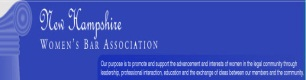 New Hampshire
WOMEN'S BAR ASSOCIATION
Our purpose is to promote and support the advancement and interests of women in the legal community through
leadership, professional interaction, education and the exchange of ideas between our members and the community.